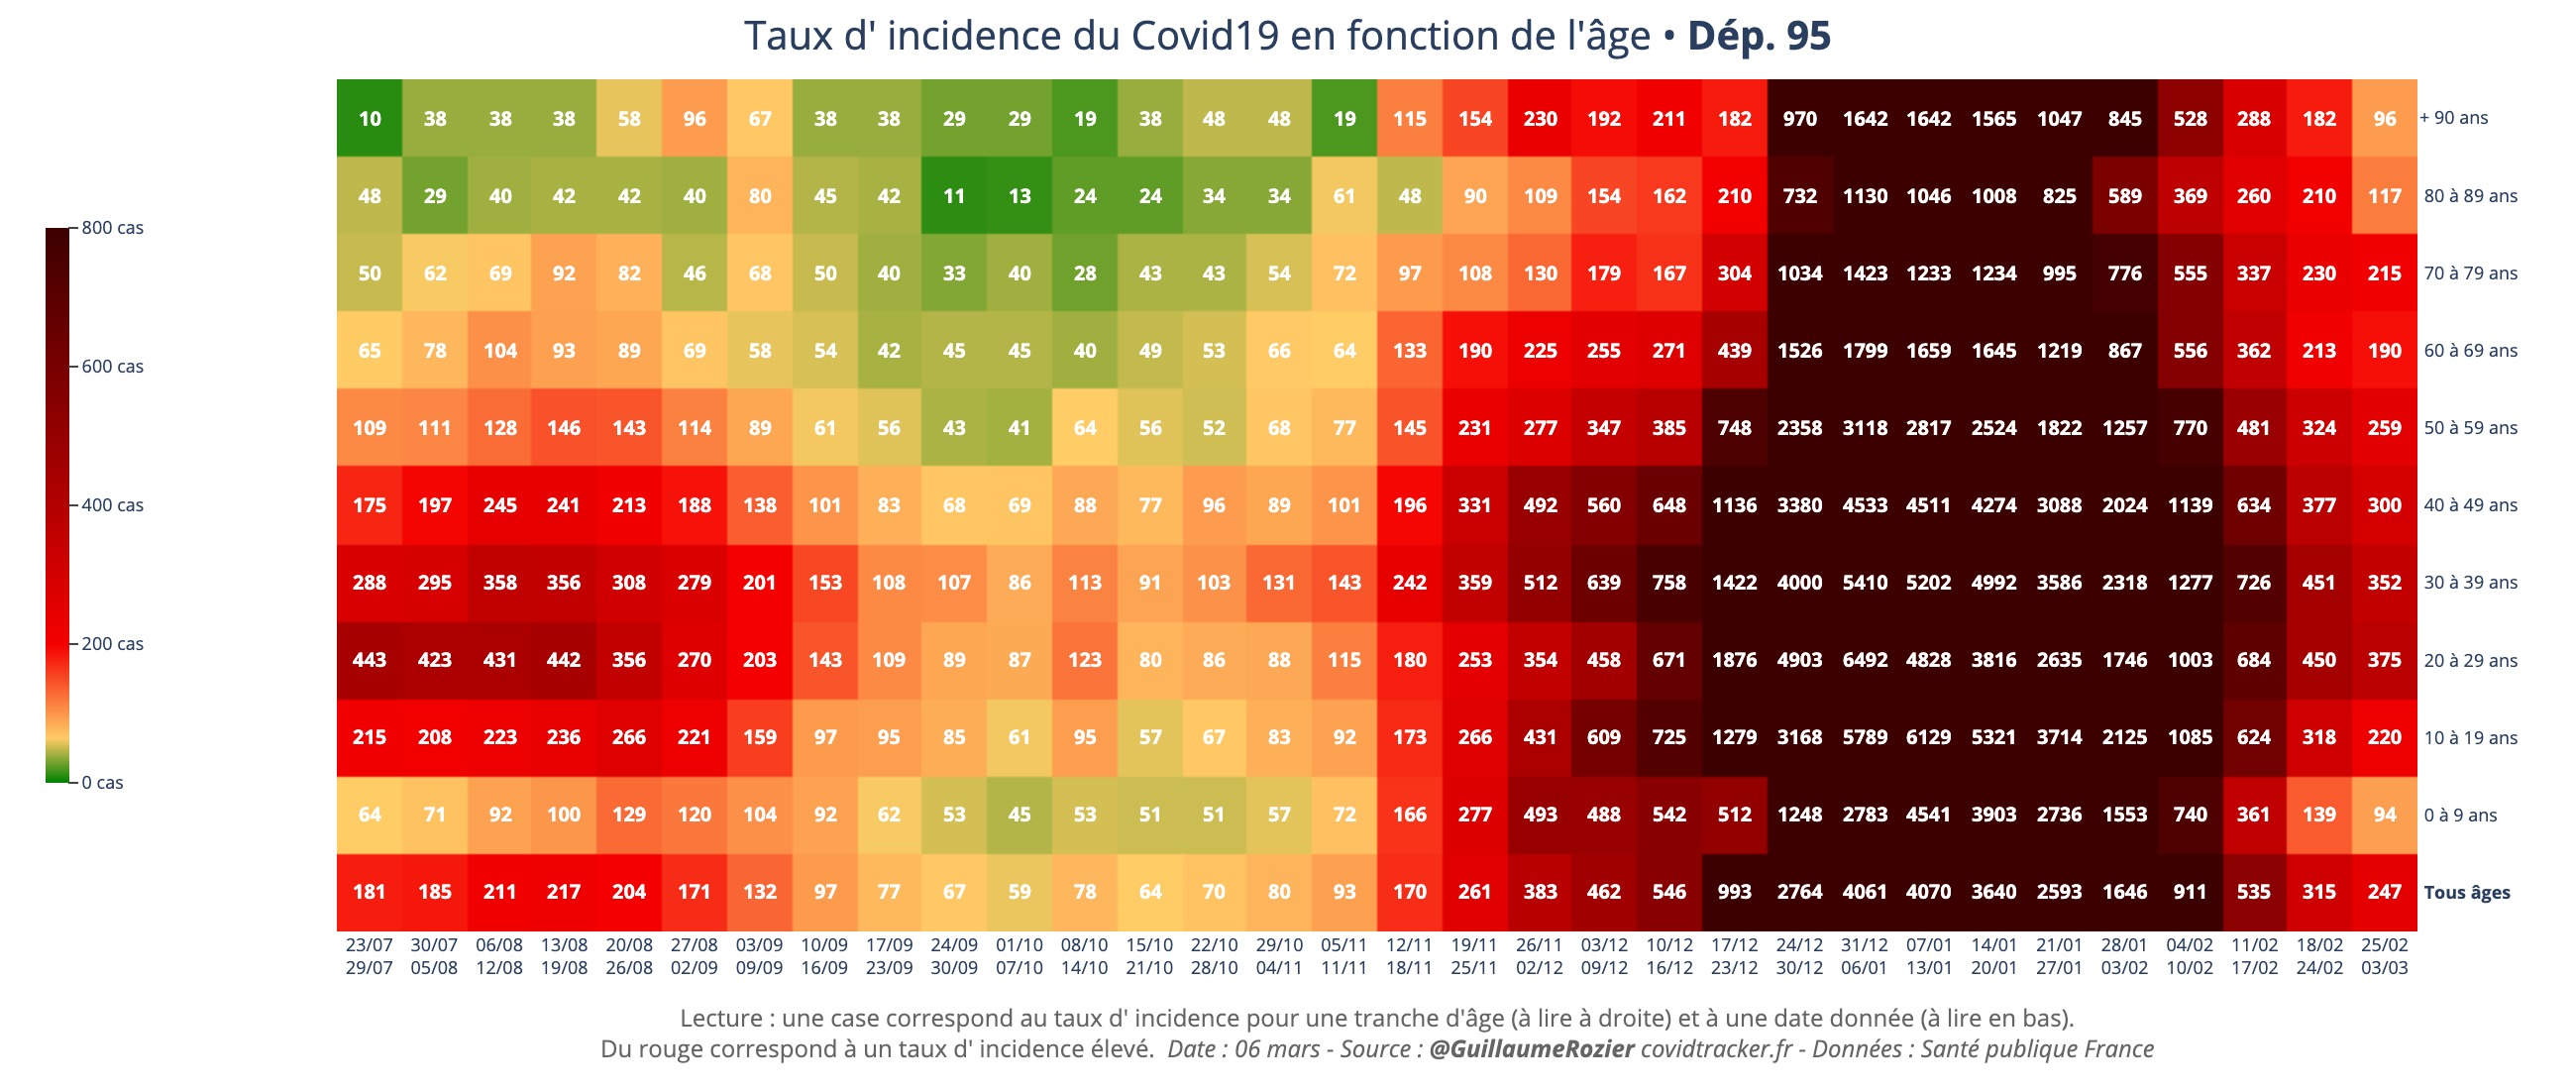 Taux d' incidence du Covid19 en fonction de l'âge • Dép. 95
10 38 38 38 58 96 67 38 38 29 29 19 38 48 48 19 115 154 230 192 211 182 970 1642 1642 1565 1047 845 528 288 182 96 + 90 ans
48 29 40 42 42 40 80 45 42 11 13 24 24 34 34 61 48 90 109 154 162 210 732 1130 1046 1008 825 589 369 260 210 117 80 à 89 ans
800 cas
50 62 69 92 82 46 68 50 40 33 40 28 43 43 54 72 97 108 130 179 167 304 1034 1423 1233 1234 995 776 555 337 230 215 70 à 79 ans
65 78 104 93 89 69 58 54 42 45 45 40 49 53 66 64 133 190 225 255 271 439 1526 1799 1659 1645 1219 867 556 362 213 190 60 à 69 ans
600 cas
109 111 128 146 143 114 89 61 56 43 41 64 56 52 68 77 145 231 277 347 385 748 2358 3118 2817 2524 1822 1257 770 481 324 259 50 à 59 ans
400 cas
175 197 245 241 213 188 138 101 83 68 69 88 77 96 89 101 196 331 492 560 648 1136 3380 4533 4511 4274 3088 2024 1139 634 377 300 40 à 49 ans
288 295 358 356 308 279 201 153 108 107 86 113 91 103 131 143 242 359 512 639 758 1422 4000 5410 5202 4992 3586 2318 1277 726 451 352 30 à 39 ans
200 cas
443 423 431 442 356 270 203 143 109 89 87 123 80 86 88 115 180 253 354 458 671 1876 4903 6492 4828 3816 2635 1746 1003 684 450 375 20 à 29 ans
215 208 223 236 266 221 159 97 95 85 61 95 57 67 83 92 173 266 431 609 725 1279 3168 5789 6129 5321 3714 2125 1085 624 318 220 10 à 19 ans
0 cas
64 71 92 100 129 120 104 92 62 53 45 53 51 51 57 72 166 277 493 488 542 512 1248 2783 4541 3903 2736 1553 740 361 139 94 0 à 9 ans
181 185 211 217 204 171 132 97 77 67 59 78 64 70 80 93 170 261 383 462 546 993 2764 4061 4070 3640 2593 1646 911 535 315 247 Tous âges
23/07 30/07 06/08 13/08 20/08 27/08 03/09 10/09 17/09 24/09 01/10 08/10 15/10 22/10 29/10 05/11 12/11 19/11 26/11 03/12 10/12 17/12 24/12 31/12 07/01 14/01 21/01 28/01 04/02 11/02 18/02 25/02
29/07 05/08 12/08 19/08 26/08 02/09 09/09 16/09 23/09 30/09 07/10 14/10 21/10 28/10 04/11 11/11 18/11 25/11 02/12 09/12 16/12 23/12 30/12 06/01 13/01 20/01 27/01 03/02 10/02 17/02 24/02 03/03
Lecture : une case correspond au taux d' incidence pour une tranche d'âge (à lire à droite) et à une date donnée (à lire en bas).
Du rouge correspond à un taux d' incidence élevé. Date : 06 mars - Source : @GuillaumeRozier covidtracker.fr - Données : Santé publique France